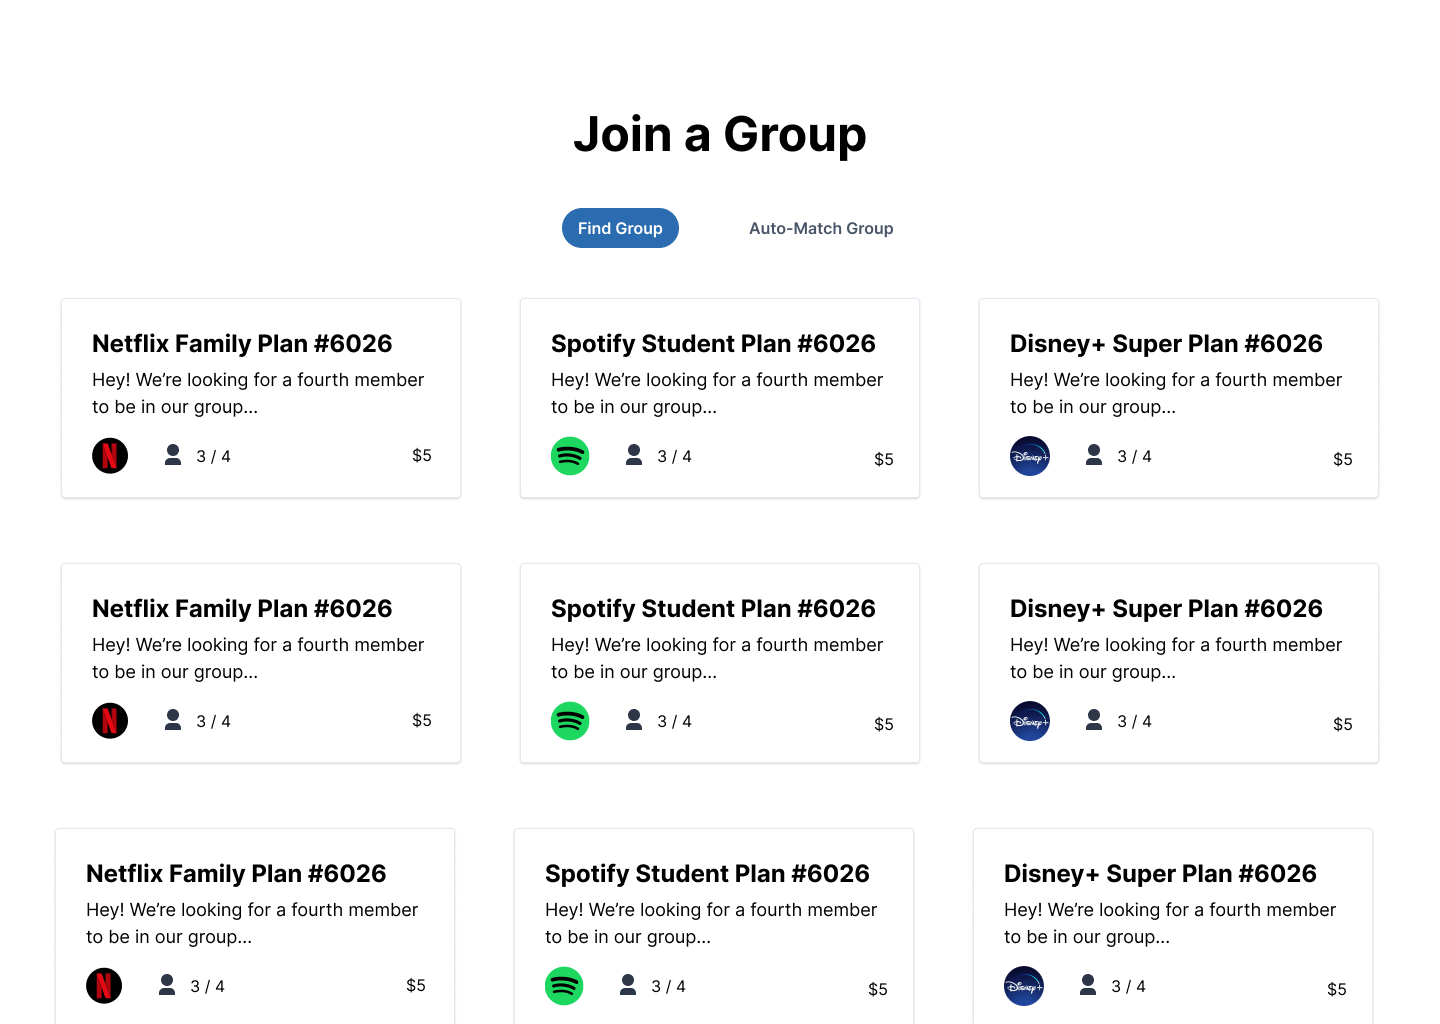 Join a Group
Find Group
Auto-Match Group
Netflix Family Plan #6026
Hey! We’re looking for a fourth member
to be in our group...
N
3 / 4
$5
Spotify Student Plan #6026
Hey! We’re looking for a fourth member
to be in our group...
3 / 4
$5
Disney+ Super Plan #6026
Hey! We’re looking for a fourth member
to be in our group...
Disney+
3 / 4
$5
Netflix Family Plan #6026
Hey! We’re looking for a fourth member
to be in our group...
N
3 / 4
$5
Spotify Student Plan #6026
Hey! We’re looking for a fourth member
to be in our group...
3 / 4
$5
Disney+ Super Plan #6026
Hey! We’re looking for a fourth member
to be in our group...
Disney+
3 / 4
$5
Netflix Family Plan #6026
Hey! We’re looking for a fourth member
to be in our group...
N
3 / 4
$5
Spotify Student Plan #6026
Hey! We’re looking for a fourth member
to be in our group...
3 / 4
$5
Disney+ Super Plan #6026
Hey! We’re looking for a fourth member
to be in our group...
Disney+
3 / 4
$5